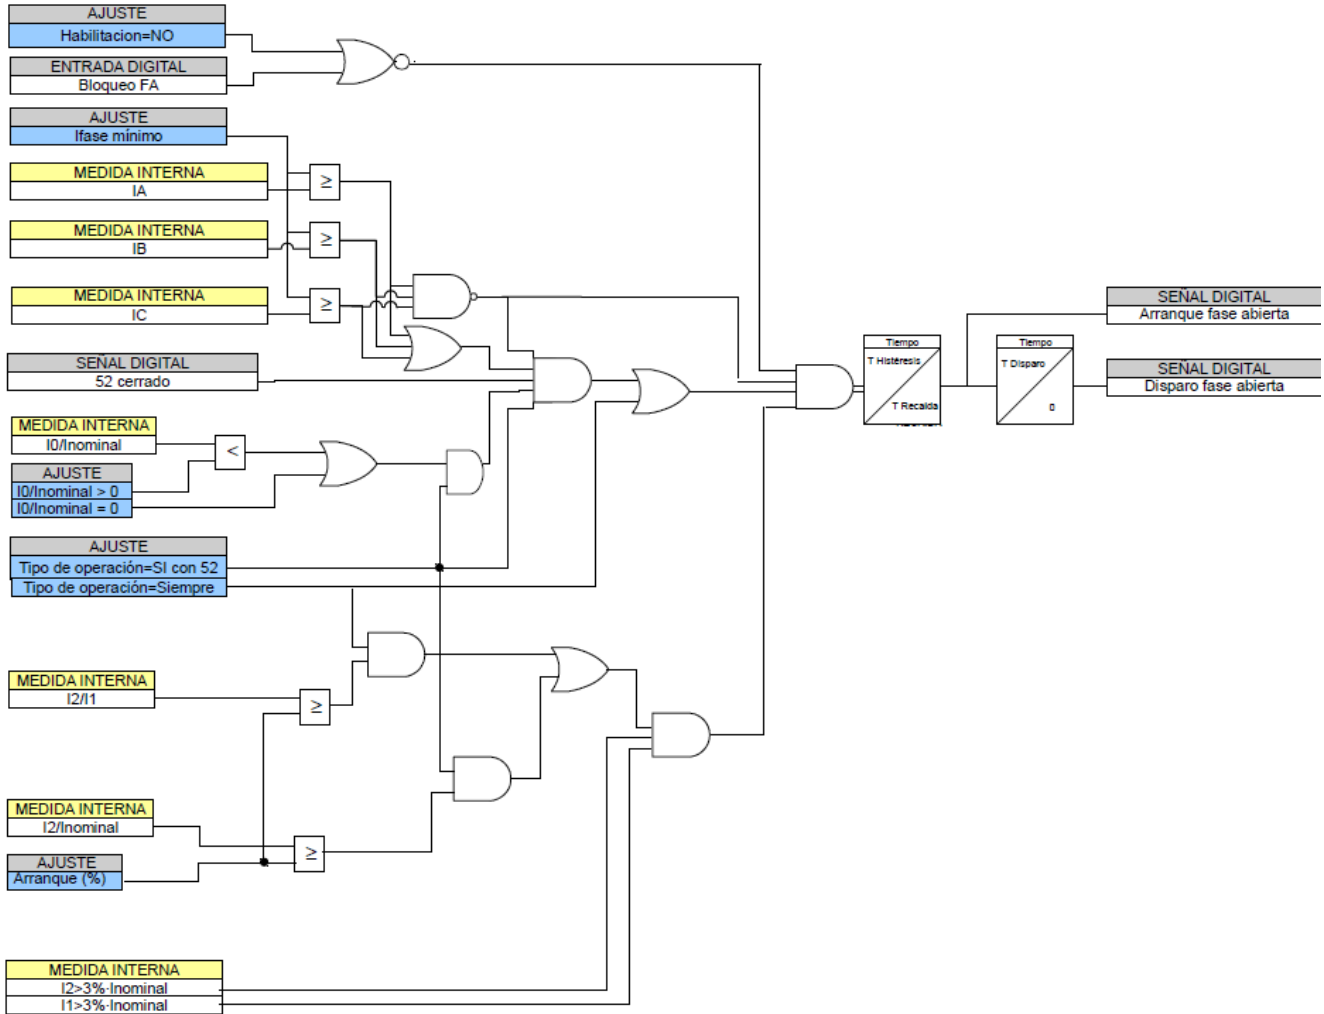 AJUSTE
Habilitacion=NO
ENTRADA DIGITAL
Bloqueo FA
AJUSTE
Ifase mínimo
MEDIDA INTERNA
IA
≥
MEDIDA INTERNA
IB
≥
MEDIDA INTERNA
IC
≥
SEÑAL DIGITAL
52 cerrado
MEDIDA INTERNA
I0/Inominal
<
AJUSTE
I0/Inominal > 0
I0/Inominal = 0
AJUSTE
Tipo de operación=SI con 52
Tipo de operación=Siempre
MEDIDA INTERNA
I2/I1
≥
MEDIDA INTERNA
I2/Inominal
≥
AJUSTE
Arranque (%)
MEDIDA INTERNA
I2>3%·Inominal
I1>3%·Inominal
Tiempo
T Histéresis
T Recaida
Tiempo
T Disparo
0
SEÑAL DIGITAL
Arranque fase abierta
SEÑAL DIGITAL
Disparo fase abierta